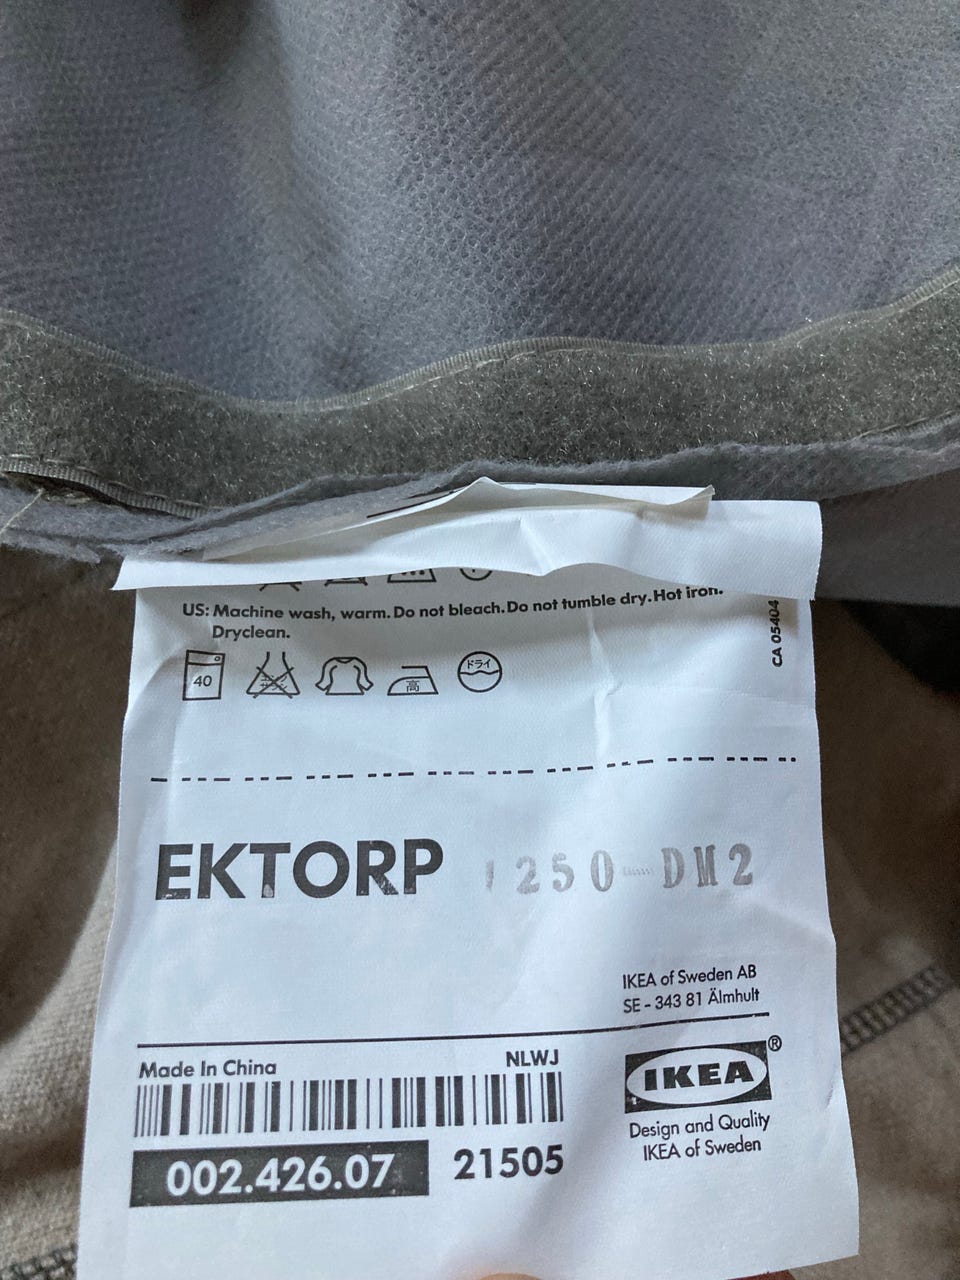 US: Machine wash, warm. Do not bleach. Do not tumble dry. Hot iron.
Dryclean.
CA 05404
40
高
ドライ
EKTORP
1250 DM2
IKEA of Sweden AB
SE - 343 81 Älmhult
Made In China
NLWJ
IKEA®
Design and Quality
IKEA of Sweden
002.426.07
21505